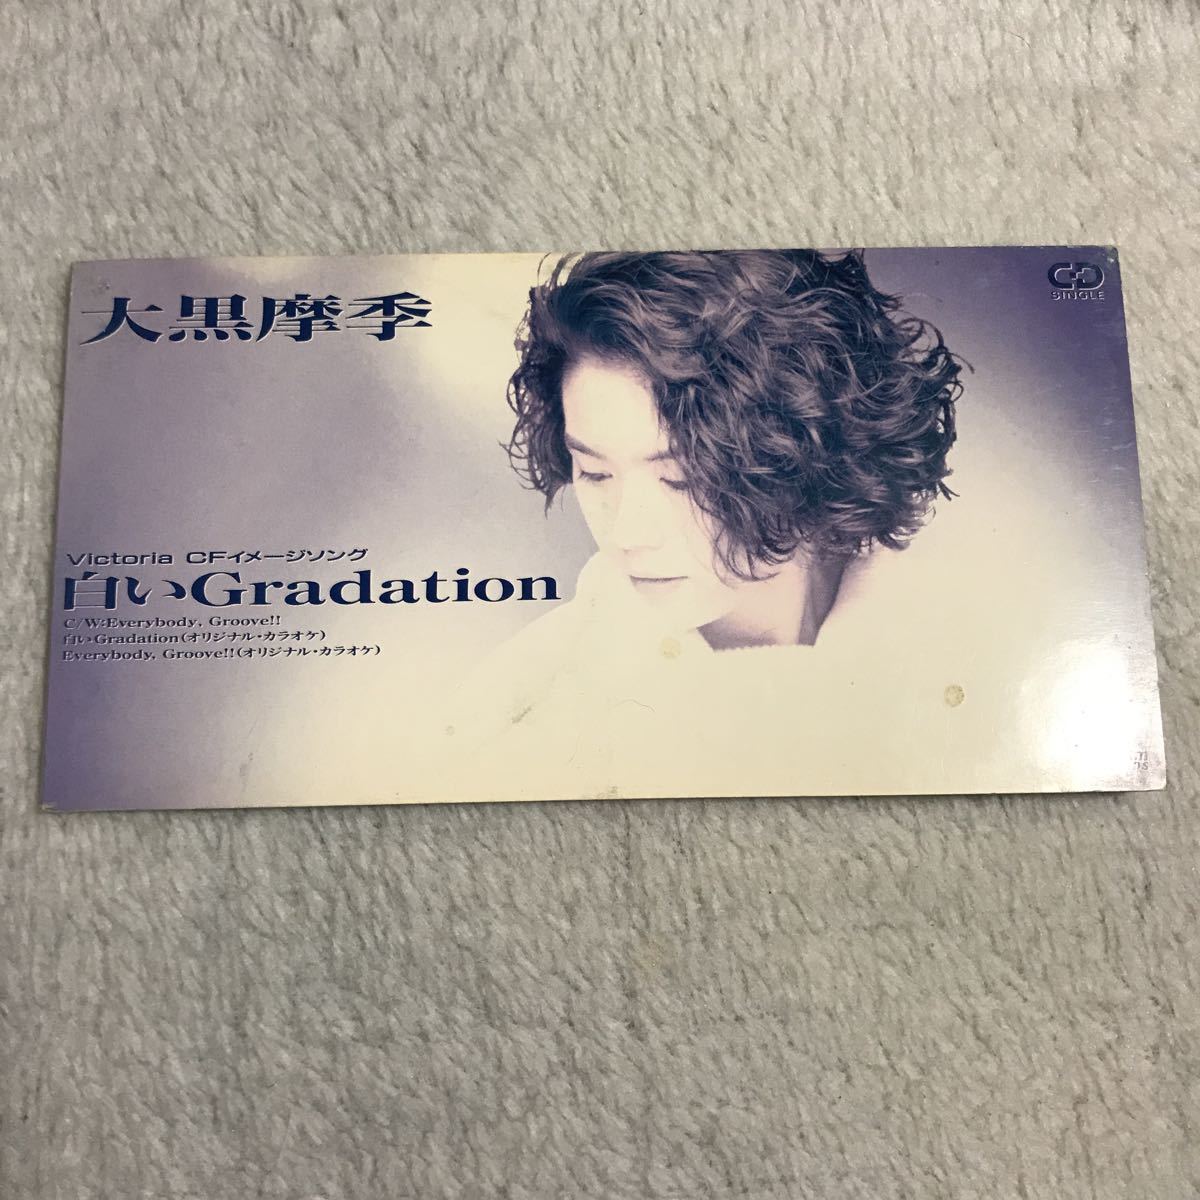 大黒摩季
CD
SINGLE
Victoria CFイメージソング
白いGradation
C/W:Everybody, Groove!!
白いGradation(オリジナル・カラオケ)
Everybody, Groove!!(オリジナル・カラオケ)